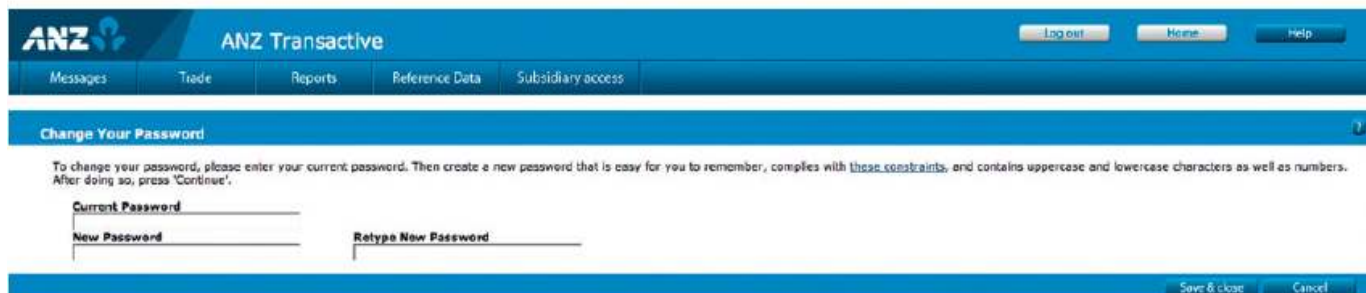 ANZ
ANZ Transactive
Log out
Home
Help
Messages
Trade
Reports
Reference Data
Subsidiary access
Change Your Password
?
To change your password, please enter your current password. Then create a new password that is easy for you to remember, complies with these constraints, and contains uppercase and lowercase characters as well as numbers.
After doing so, press 'Continue'.
Current Password
New Password
Retype New Password
Save & close
Cancel